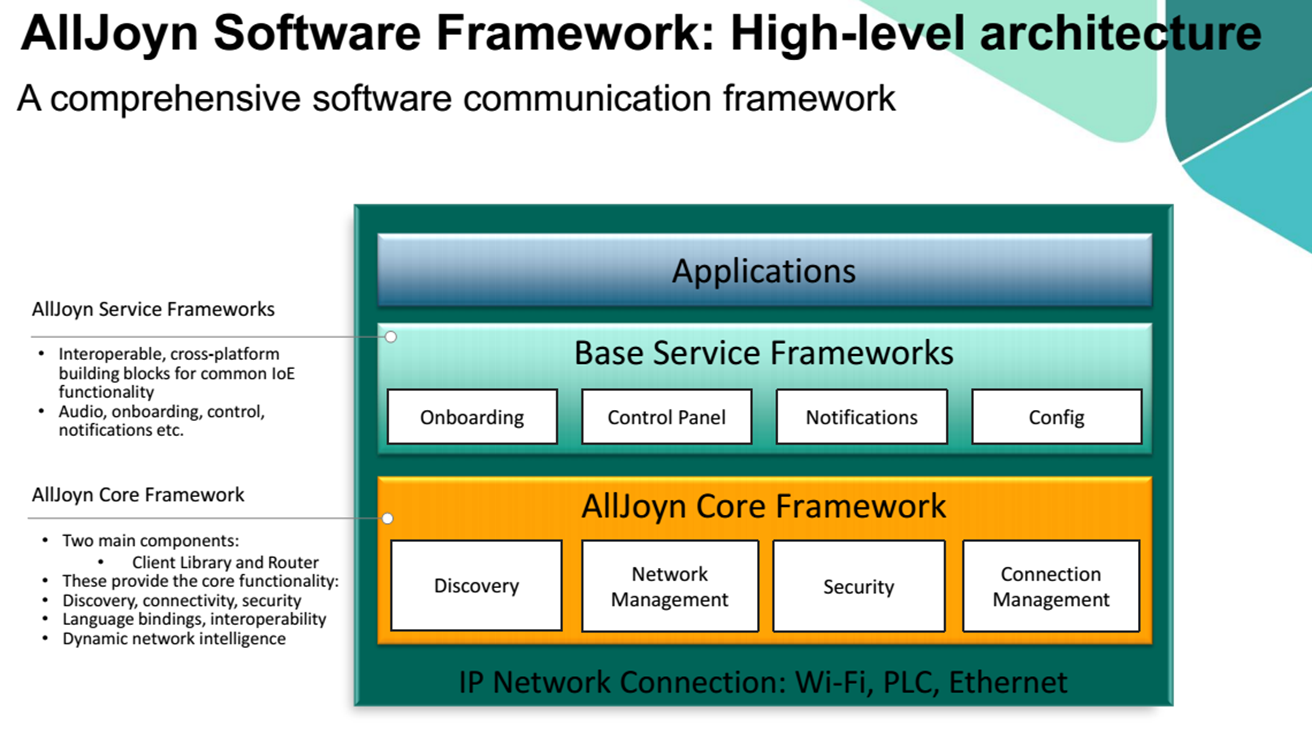 AllJoyn Software Framework: High-level architecture
A comprehensive software communication framework
Applications
AllJoyn Service Frameworks
• Interoperable, cross-platform
building blocks for common IoE
functionality
• Audio, onboarding, control,
notifications etc.
Base Service Frameworks
Onboarding
Control Panel
Notifications
Config
AllJoyn Core Framework
• Two main components:
• Client Library and Router
• These provide the core functionality:
• Discovery, connectivity, security
• Language bindings, interoperability
• Dynamic network intelligence
AllJoyn Core Framework
Discovery
Network
Management
Security
Connection
Management
IP Network Connection: Wi-Fi, PLC, Ethernet